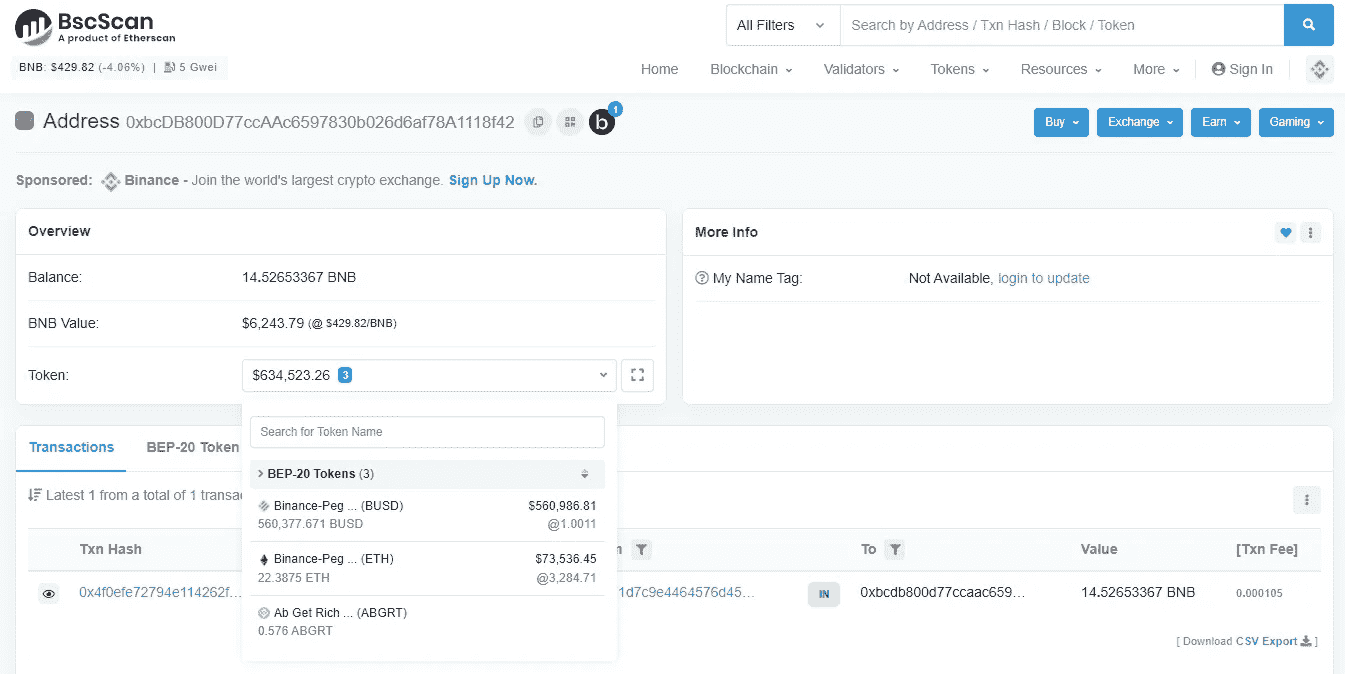 BscScan
A product of Etherscan
All Filters
Search by Address / Txn Hash / Block / Token
BNB: $429.82 (-4.06%) | 5 Gwei
Home Blockchain Validators Tokens Resources More Sign In
Address 0xbcDB800D77ccAAc6597830b026d6af78A1118f42 b 1
Buy Exchange Earn Gaming
Sponsored: Binance - Join the world's largest crypto exchange. Sign Up Now.
Overview
Balance: 14.52653367 BNB
BNB Value: $6,243.79 (@ $429.82/BNB)
Token: $634,523.26 3
Search for Token Name
BEP-20 Tokens (3)
Binance-Peg ... (BUSD) $560,986.81
560,377.671 BUSD @1.0011
Binance-Peg ... (ETH) $73,536.45
22.3875 ETH @3,284.71
Ab Get Rich ... (ABGRT)
0.576 ABGRT
More Info
My Name Tag: Not Available, login to update
Transactions BEP-20 Token
Latest 1 from a total of 1 transa
Txn Hash To Value [Txn Fee]
0x4f0efe72794e114262f... 1d7c9e4464576d45... IN 0xbcdb800d77ccaac659... 14.52653367 BNB 0.000105
[ Download CSV Export ]